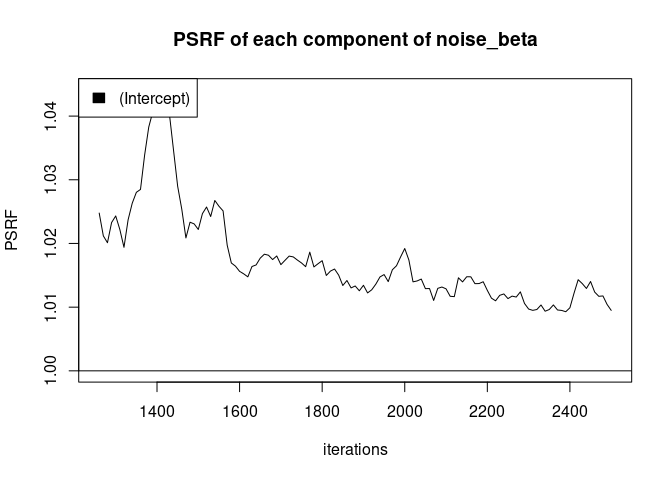 PSRF of each component of noise_beta
(Intercept)
PSRF
1.04
1.03
1.02
1.01
1.00
1400 1600 1800 2000 2200 2400
iterations